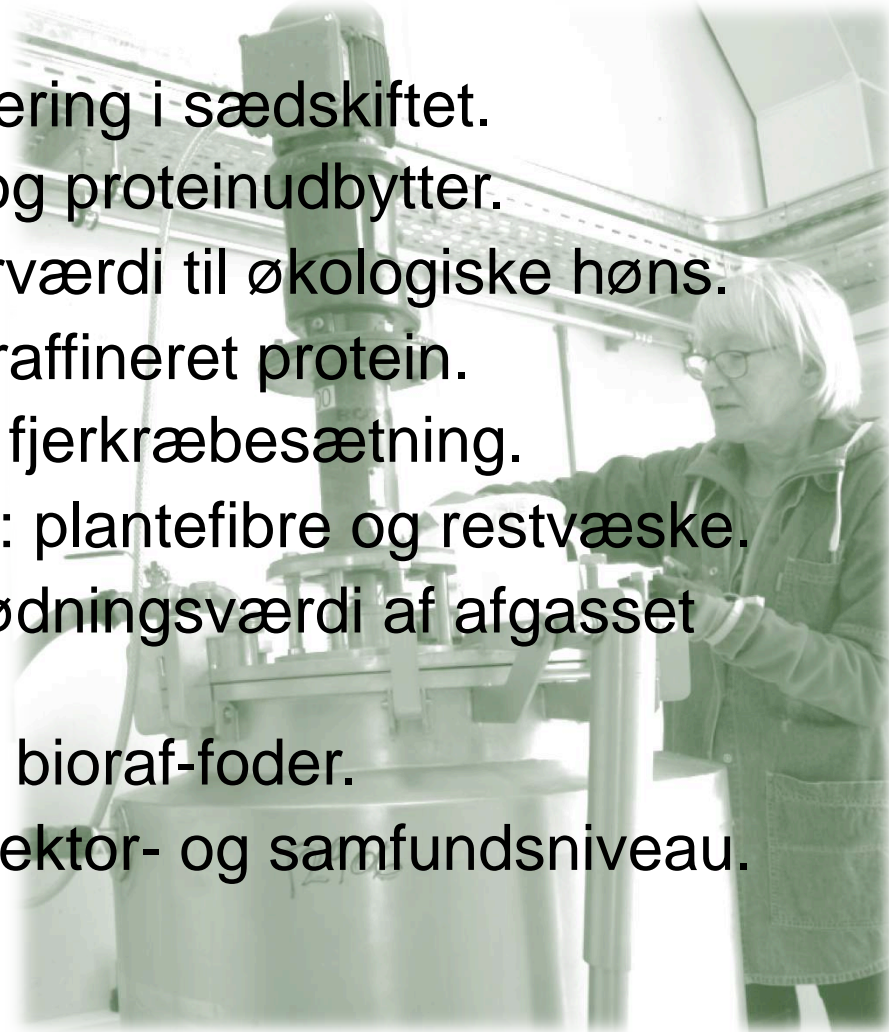 ering i sædskiftet.
og proteinudbytter.
rværdi til økologiske høns.
raffineret protein.
fjerkræbesætning.
: plantefibre og restvæske.
ødningsværdi af afgasset
bioraf-foder.
ektor- og samfundsniveau.